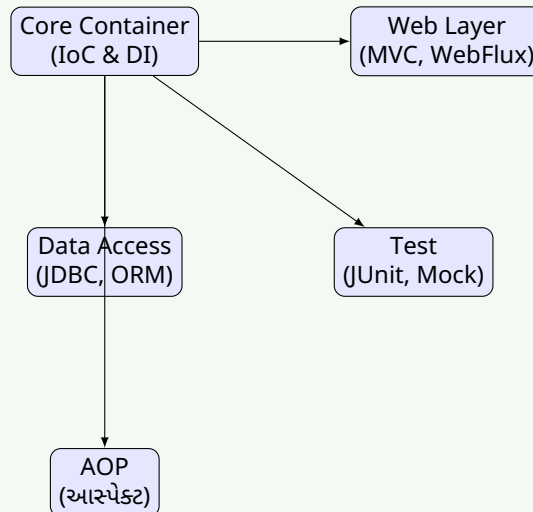 Core Container
(IoC & DI)
Web Layer
(MVC, WebFlux)
Data Access
(JDBC, ORM)
Test
(JUnit, Mock)
AOP
(આસ્પેક્ટ)